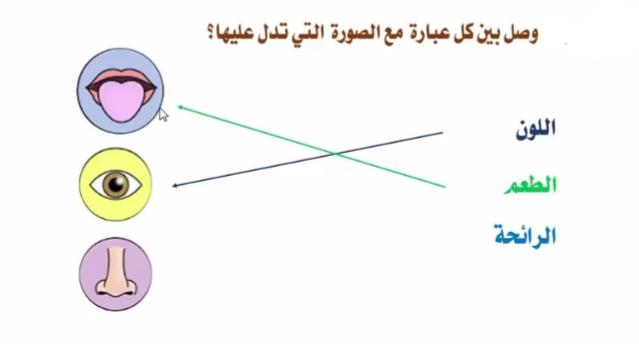 وصل بين كل عبارة مع الصورة التي تدل عليها؟
اللون
الطعم
الرائحة